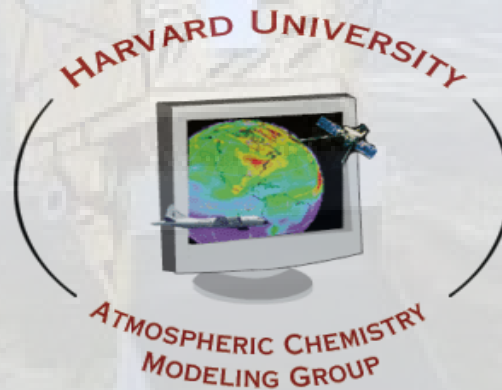 HARVARD UNIVERSITY
ATMOSPHERIC CHEMISTRY
MODELING GROUP